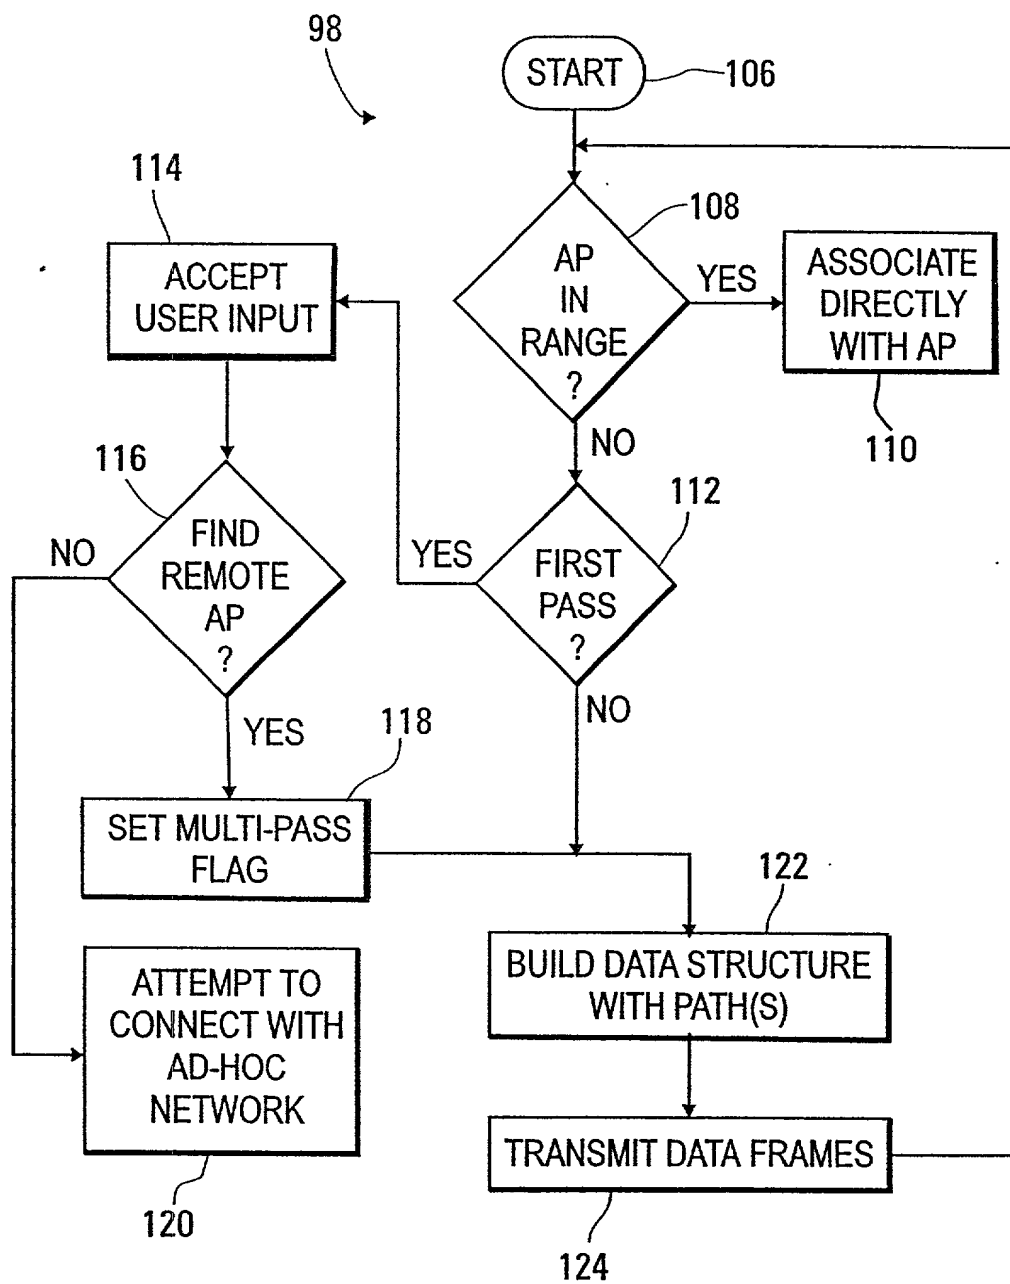 98
START
106
114
108
ACCEPT
USER INPUT
AP
IN
RANGE
?
YES
ASSOCIATE
DIRECTLY
WITH AP
110
NO
116
112
FIND
REMOTE
AP
?
NO
YES
FIRST
PASS
?
NO
YES
118
SET MULTI-PASS
FLAG
122
BUILD DATA STRUCTURE
WITH PATH(S)
ATTEMPT TO
CONNECT WITH
AD-HOC
NETWORK
TRANSMIT DATA FRAMES
120
124